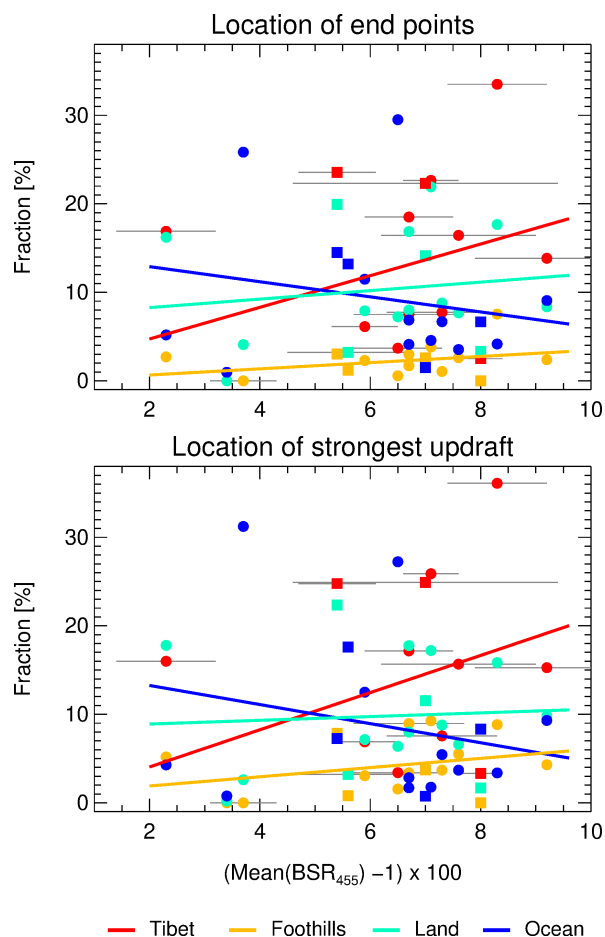 Location of end points
Fraction [%]
30
20
10
0
2 4 6 8 10
Location of strongest updraft
Fraction [%]
30
20
10
0
2 4 6 8 10
(Mean(BSR455) −1) x 100
Tibet Foothills Land Ocean